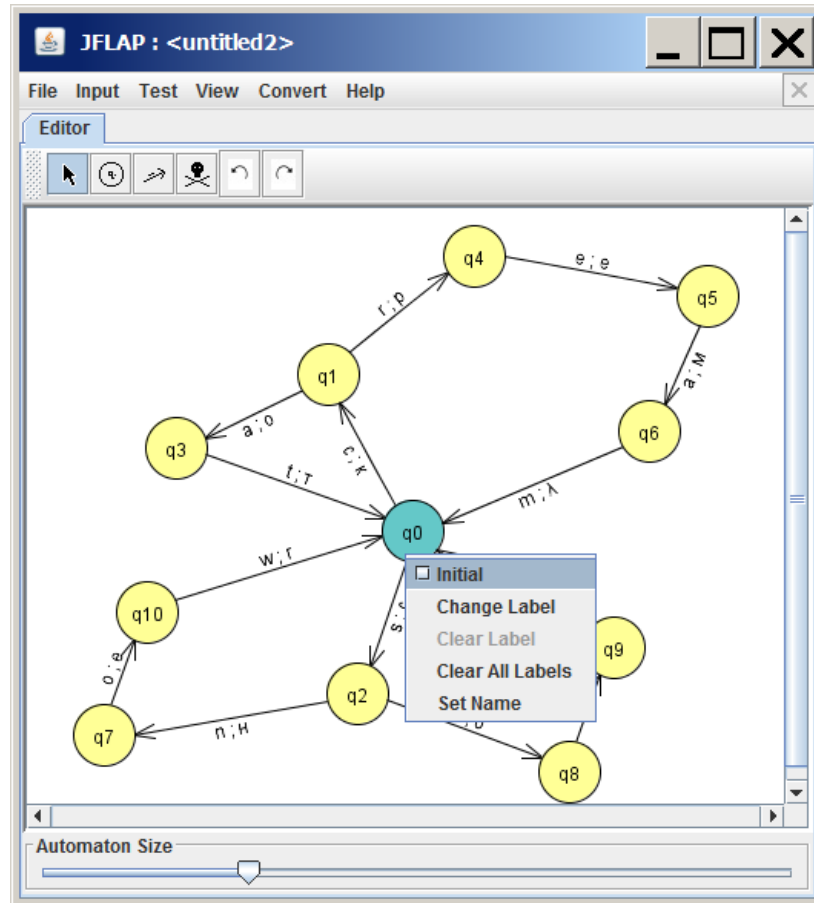 JFLAP : <untitled2>
File Input Test View Convert Help
Editor
q4
e ; е
q5
r ; р
a ; м
q1
q6
a ; о
q3
c ; к
t ; т
m ; λ
q0
w ; г
Initial
q10
Change Label
s ;
Clear Label
q9
o ; е
Clear All Labels
q2
Set Name
n ; н
q7
q8
Automaton Size